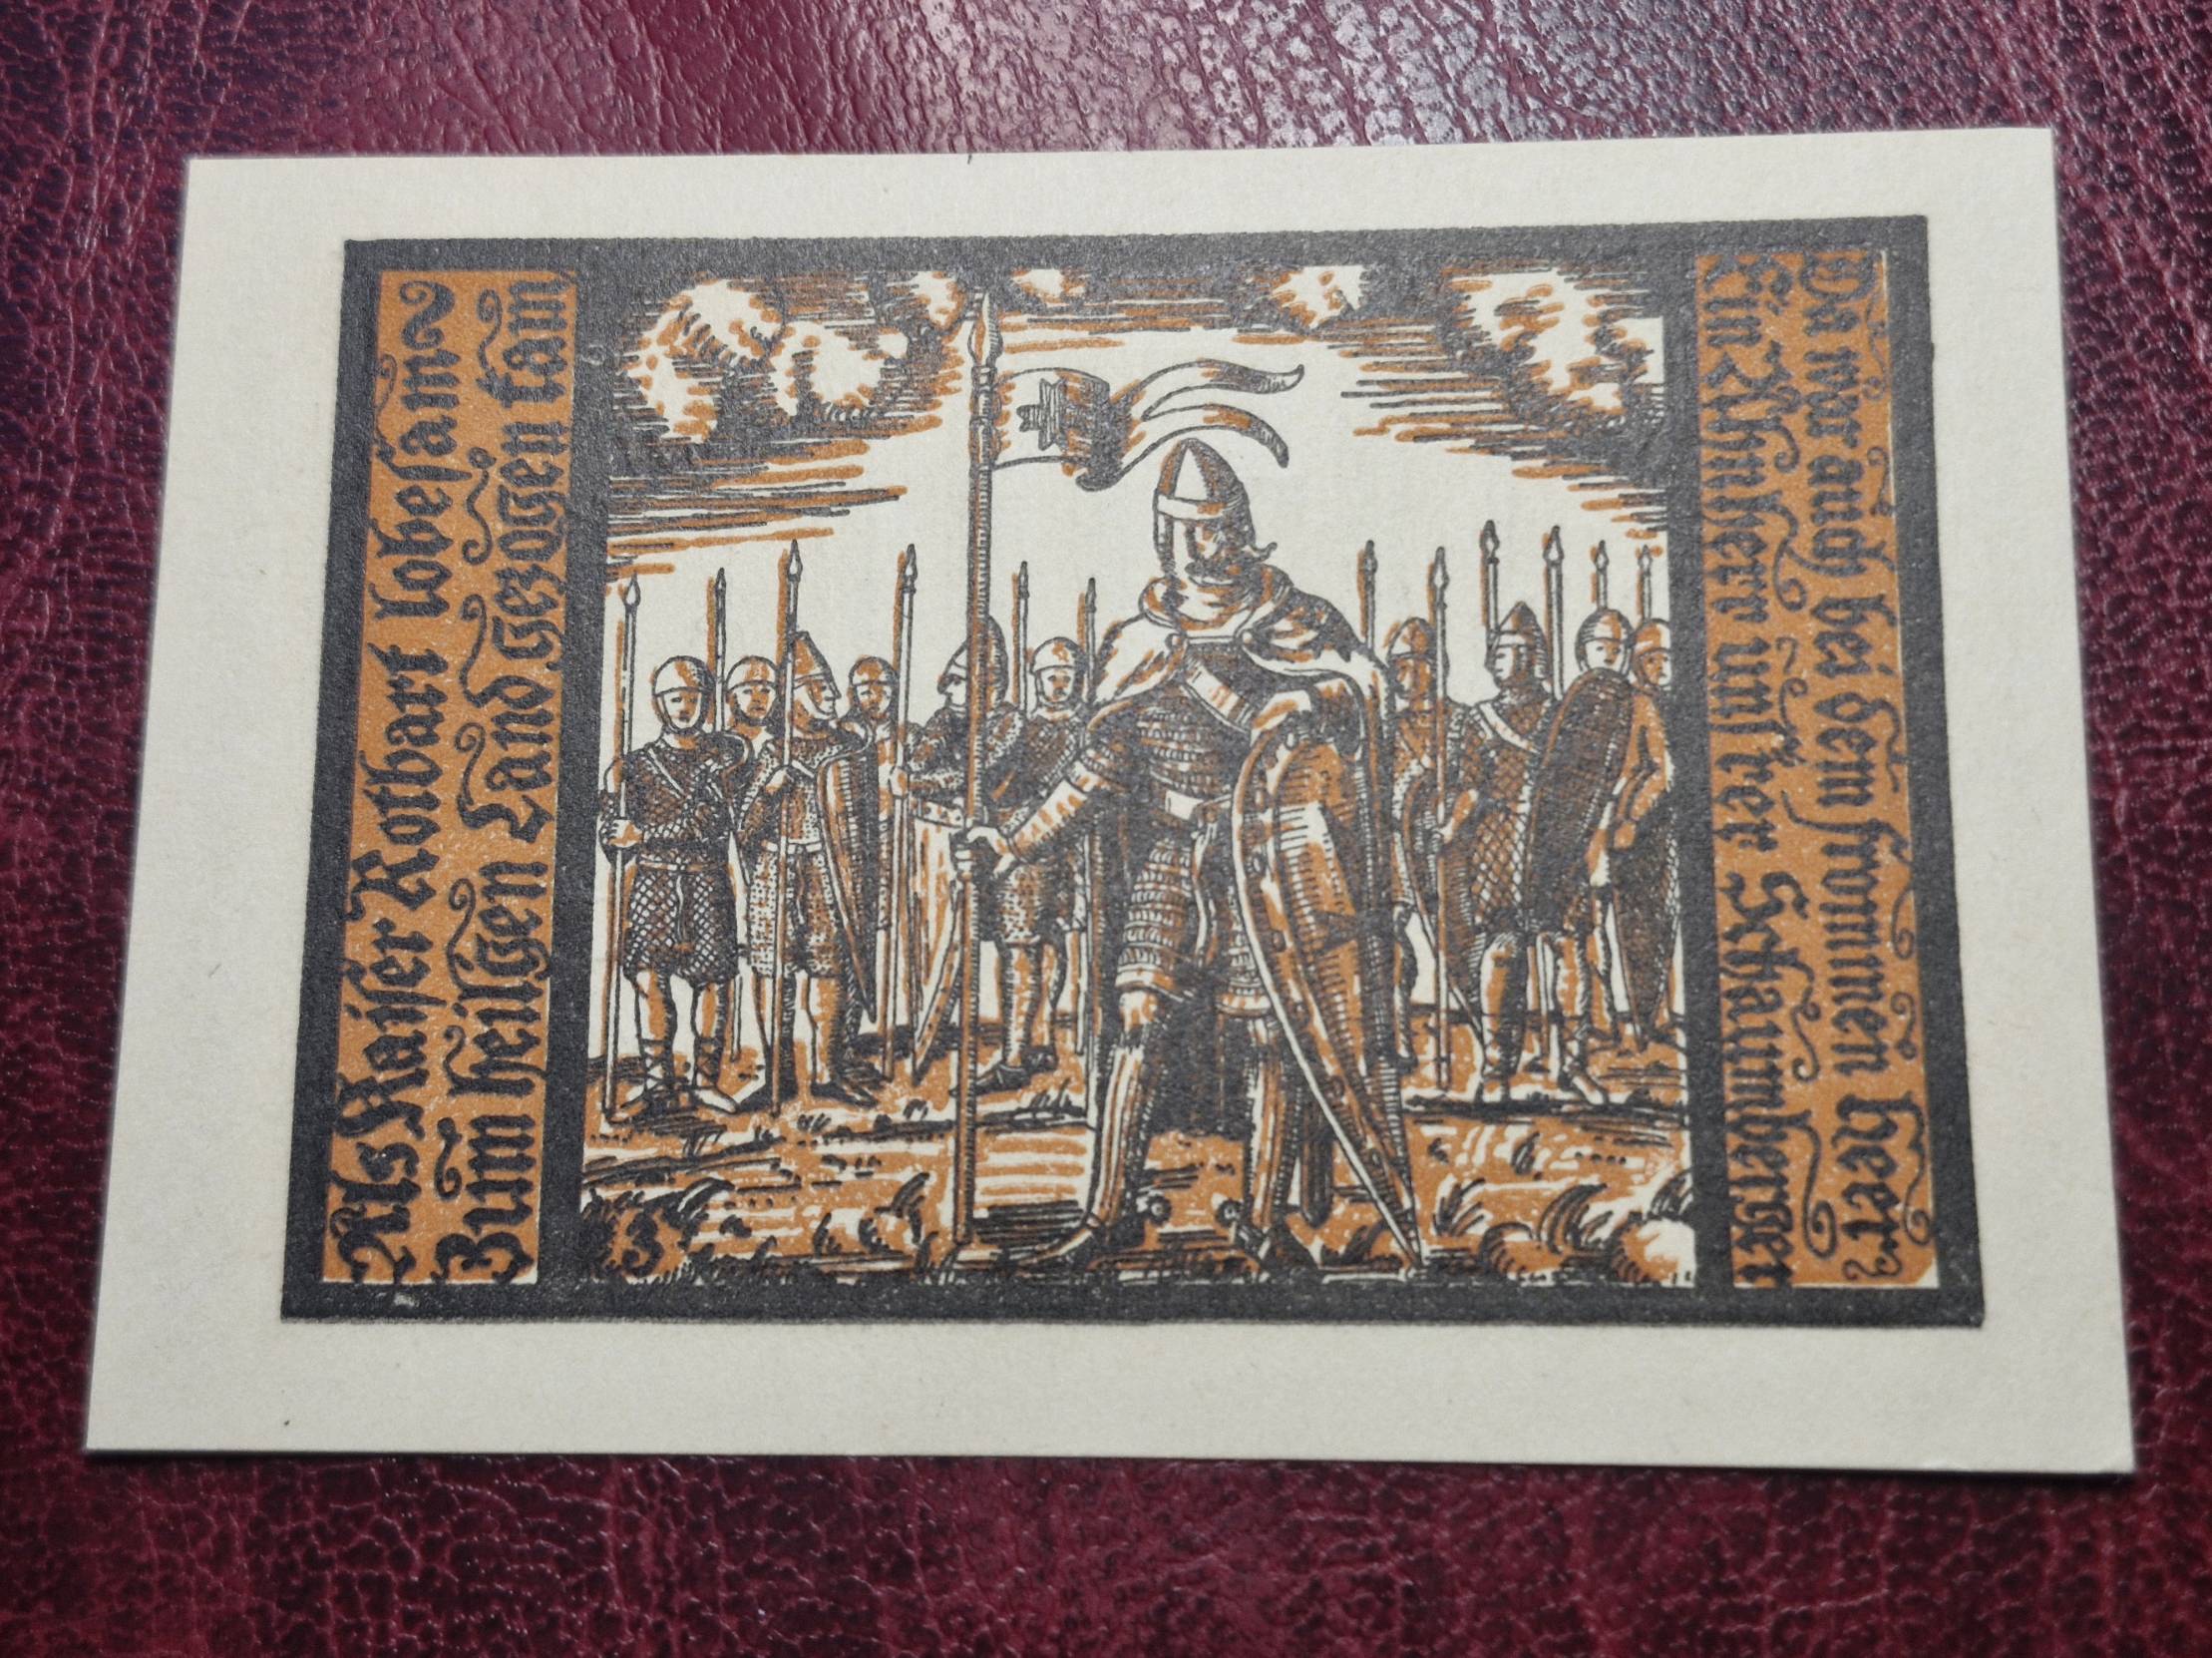 Als Kaiser Rotbart lobesam
Zum heilgen Land gezogen kam
Da war auch bei dem frommen Heer
Ein Ahnherr unsrer Schaumberger
3